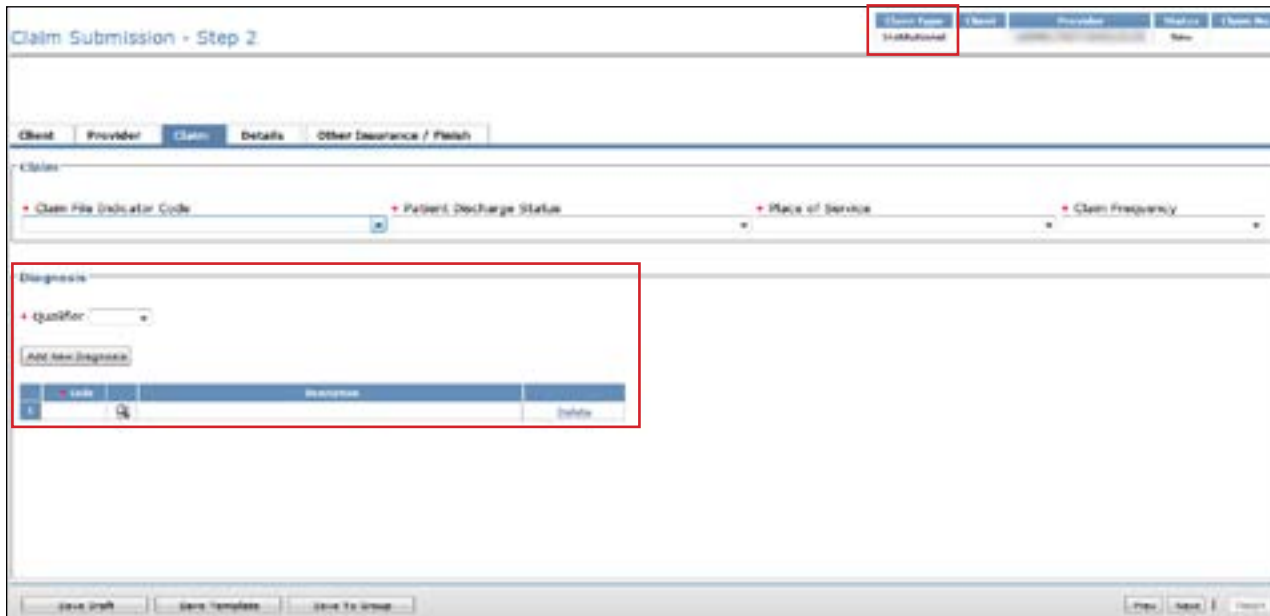 Claim Type Client Provider Status Claim No
Claim Submission - Step 2
Institutional New
Client Provider Claim Details Other Insurance / Finish
Claim
+ Claim File Indicator Code + Patient Discharge Status + Place of Service + Claim Frequency
Diagnosis
+ Qualifier
Add New Diagnosis
Code Description
1 Delete
Save Draft Save Template Save To Group Prev Next